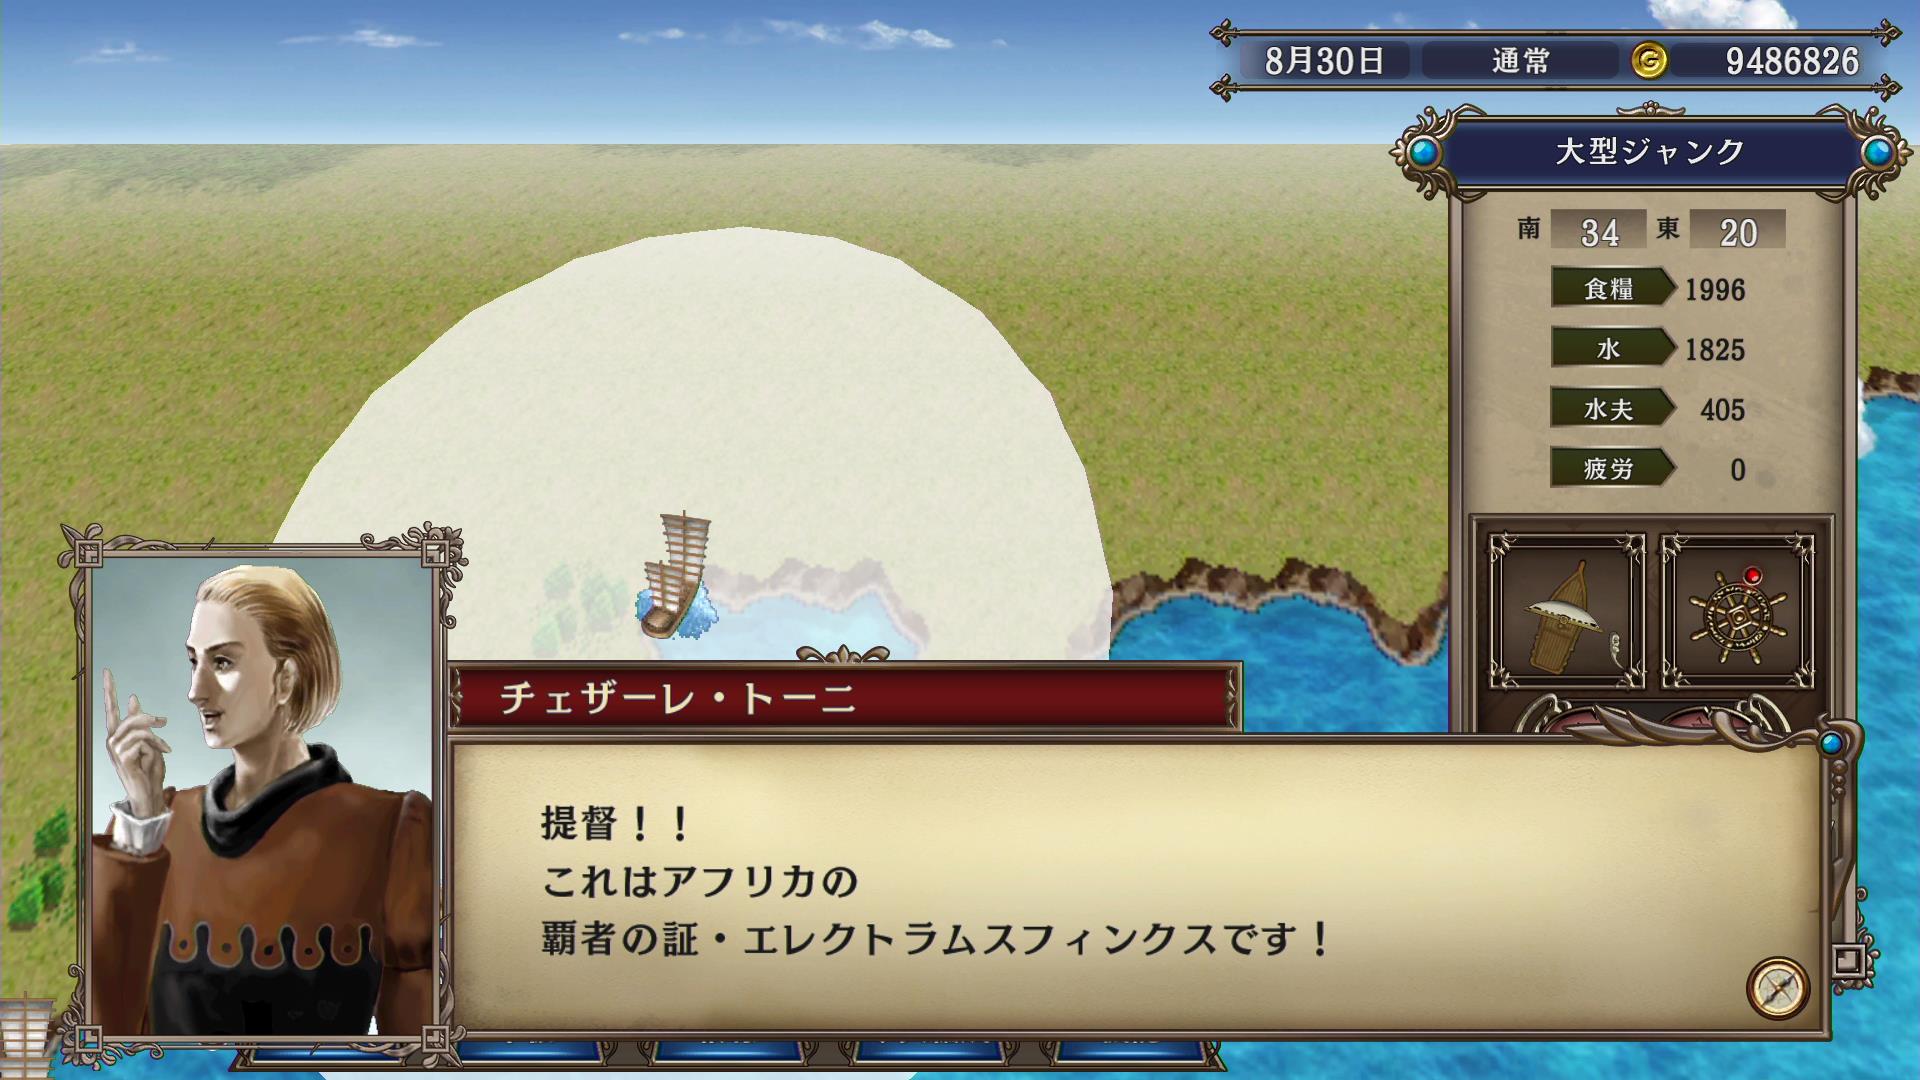 8月30日 通常 9486826
大型ジャンク
南 34 東 20
食糧 1996
水 1825
水夫 405
疲労 0
チェザーレ・トーニ
提督！！
これはアフリカの
覇者の証・エレクトラムスフィンクスです！